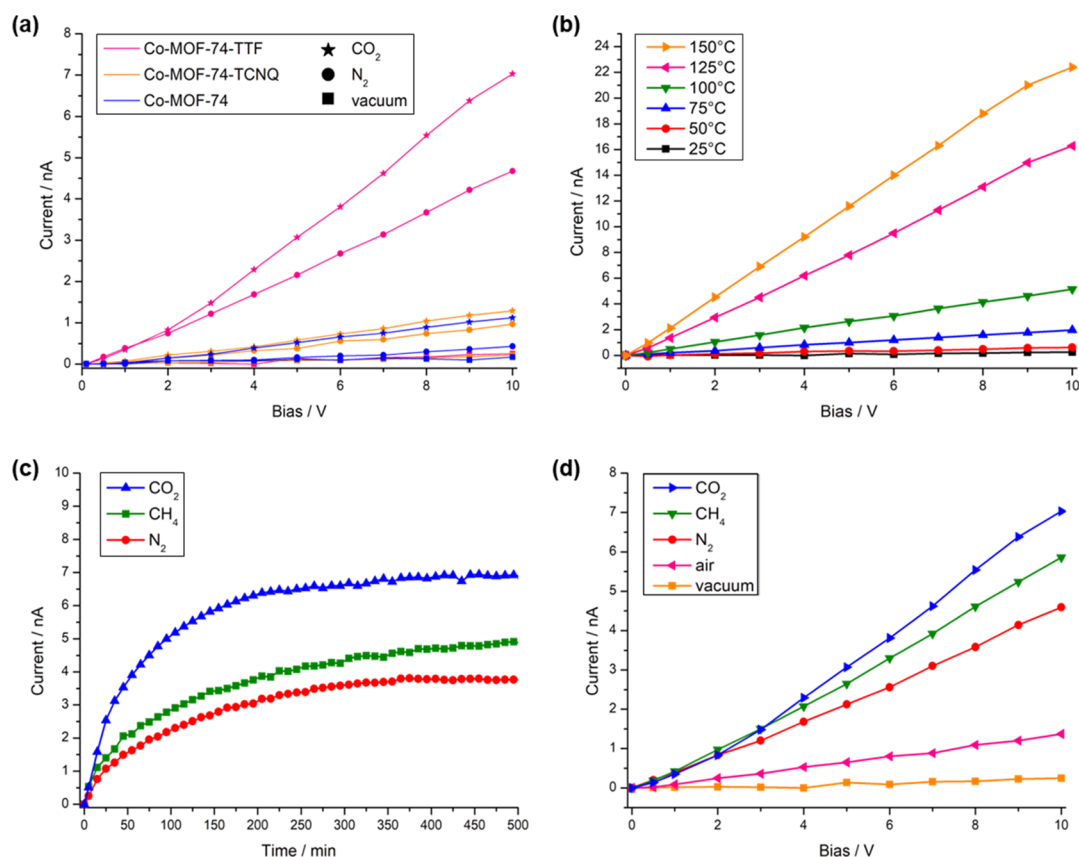 (a)
8
7
6
5
4
3
2
1
0
Current / nA
Co-MOF-74-TTF
Co-MOF-74-TCNQ
Co-MOF-74
CO₂
N₂
vacuum
0 2 4 6 8 10
Bias / V
(b)
24
22
20
18
16
14
12
10
8
6
4
2
0
Current / nA
150°C
125°C
100°C
75°C
50°C
25°C
0 2 4 6 8 10
Bias / V
(c)
10
9
8
7
6
5
4
3
2
1
0
Current / nA
CO₂
CH₄
N₂
0 50 100 150 200 250 300 350 400 450 500
Time / min
(d)
8
7
6
5
4
3
2
1
0
Current / nA
CO₂
CH₄
N₂
air
vacuum
0 2 4 6 8 10
Bias / V